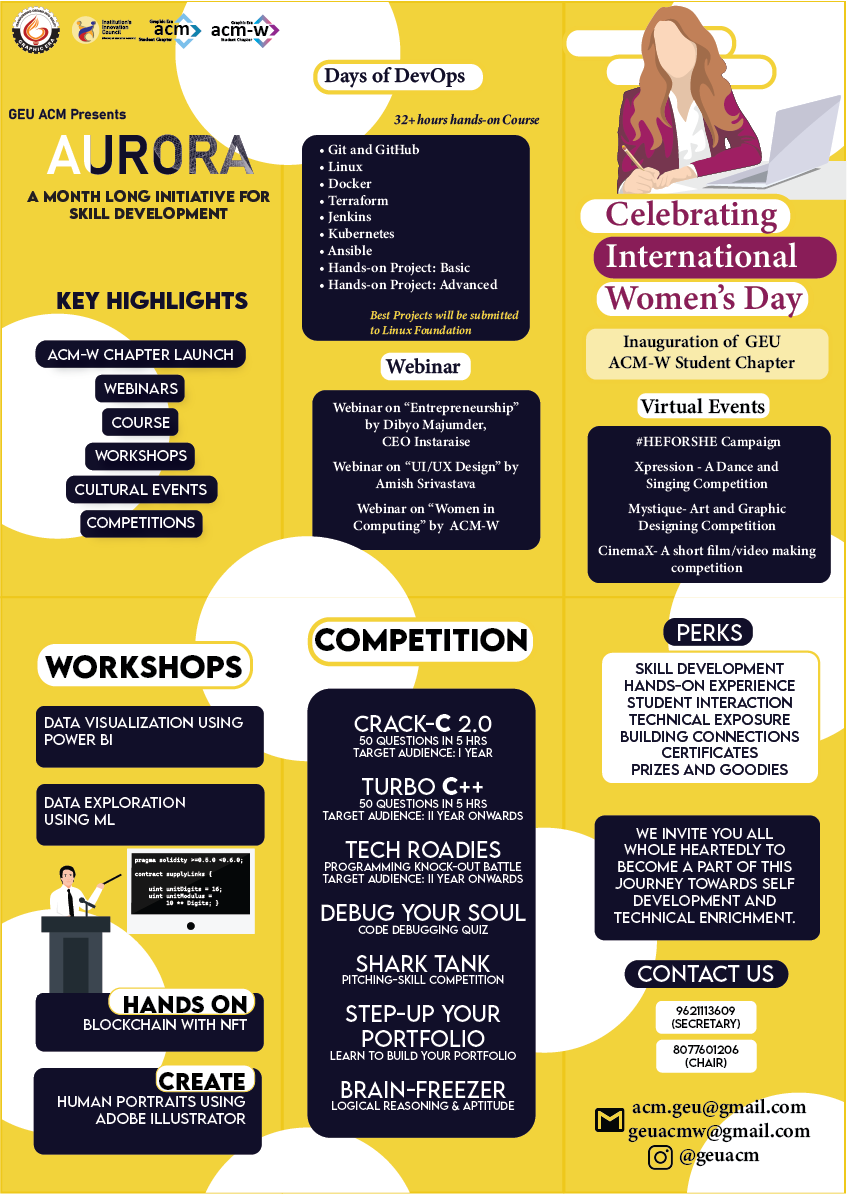 GRAPHIC ERA
Institution's
Innovation
Council
Graphic Era
acm
Student Chapter
Graphic Era
acm-w
Student Chapter
GEU ACM Presents
AURORA
A MONTH LONG INITIATIVE FOR
SKILL DEVELOPMENT
KEY HIGHLIGHTS
ACM-W CHAPTER LAUNCH
WEBINARS
COURSE
WORKSHOPS
CULTURAL EVENTS
COMPETITIONS
Days of DevOps
32+ hours hands-on Course
• Git and GitHub
• Linux
• Docker
• Terraform
• Jenkins
• Kubernetes
• Ansible
• Hands-on Project: Basic
• Hands-on Project: Advanced
Best Projects will be submitted
to Linux Foundation
Webinar
Webinar on “Entrepreneurship”
by Dibyo Majumder,
CEO Instaraise
Webinar on “UI/UX Design” by
Amish Srivastava
Webinar on “Women in
Computing” by ACM-W
Celebrating
International
Women’s Day
Inauguration of GEU
ACM-W Student Chapter
Virtual Events
#HEFORSHE Campaign
Xpression - A Dance and
Singing Competition
Mystique- Art and Graphic
Designing Competition
CinemaX- A short film/video making
competition
WORKSHOPS
DATA VISUALIZATION USING
POWER BI
DATA EXPLORATION
USING ML
pragma solidity >=0.5.0 <0.6.0;
contract supplyLinks {
uint unitDigits = 16;
uint unitModulus =
10 ** Digits; }
HANDS ON
BLOCKCHAIN WITH NFT
CREATE
HUMAN PORTRAITS USING
ADOBE ILLUSTRATOR
COMPETITION
CRACK-C 2.0
50 QUESTIONS IN 5 HRS
TARGET AUDIENCE: I YEAR
TURBO C++
50 QUESTIONS IN 5 HRS
TARGET AUDIENCE: II YEAR ONWARDS
TECH ROADIES
PROGRAMMING KNOCK-OUT BATTLE
TARGET AUDIENCE: II YEAR ONWARDS
DEBUG YOUR SOUL
CODE DEBUGGING QUIZ
SHARK TANK
PITCHING-SKILL COMPETITION
STEP-UP YOUR
PORTFOLIO
LEARN TO BUILD YOUR PORTFOLIO
BRAIN-FREEZER
LOGICAL REASONING & APTITUDE
PERKS
SKILL DEVELOPMENT
HANDS-ON EXPERIENCE
STUDENT INTERACTION
TECHNICAL EXPOSURE
BUILDING CONNECTIONS
CERTIFICATES
PRIZES AND GOODIES
WE INVITE YOU ALL
WHOLE HEARTEDLY TO
BECOME A PART OF THIS
JOURNEY TOWARDS SELF
DEVELOPMENT AND
TECHNICAL ENRICHMENT.
CONTACT US
9621113609
(SECRETARY)
8077601206
(CHAIR)
acm.geu@gmail.com
geuacmw@gmail.com
@geuacm